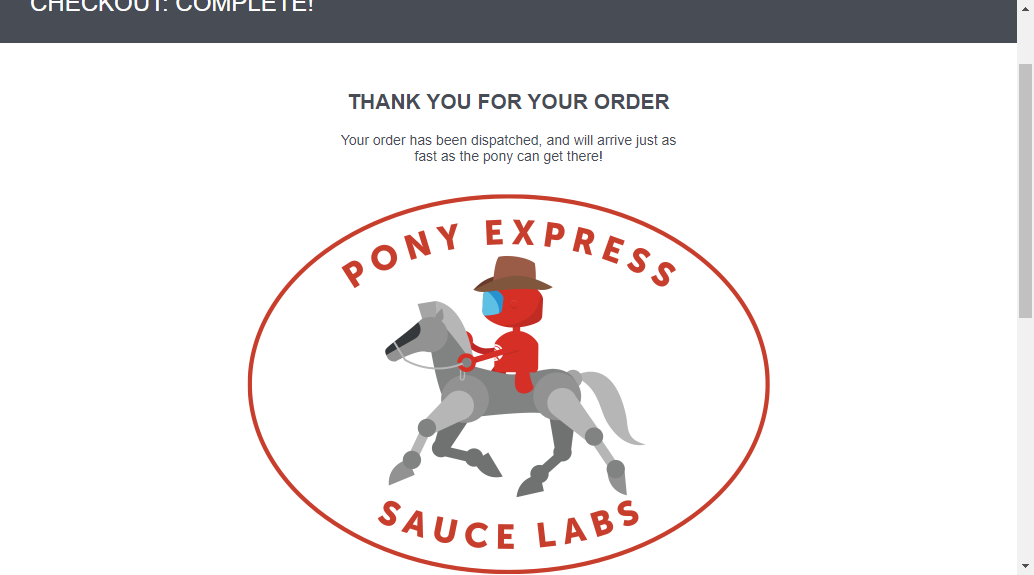 CHECKOUT: COMPLETE!
THANK YOU FOR YOUR ORDER
Your order has been dispatched, and will arrive just as
fast as the pony can get there!
PONY EXPRESS
SAUCE LABS